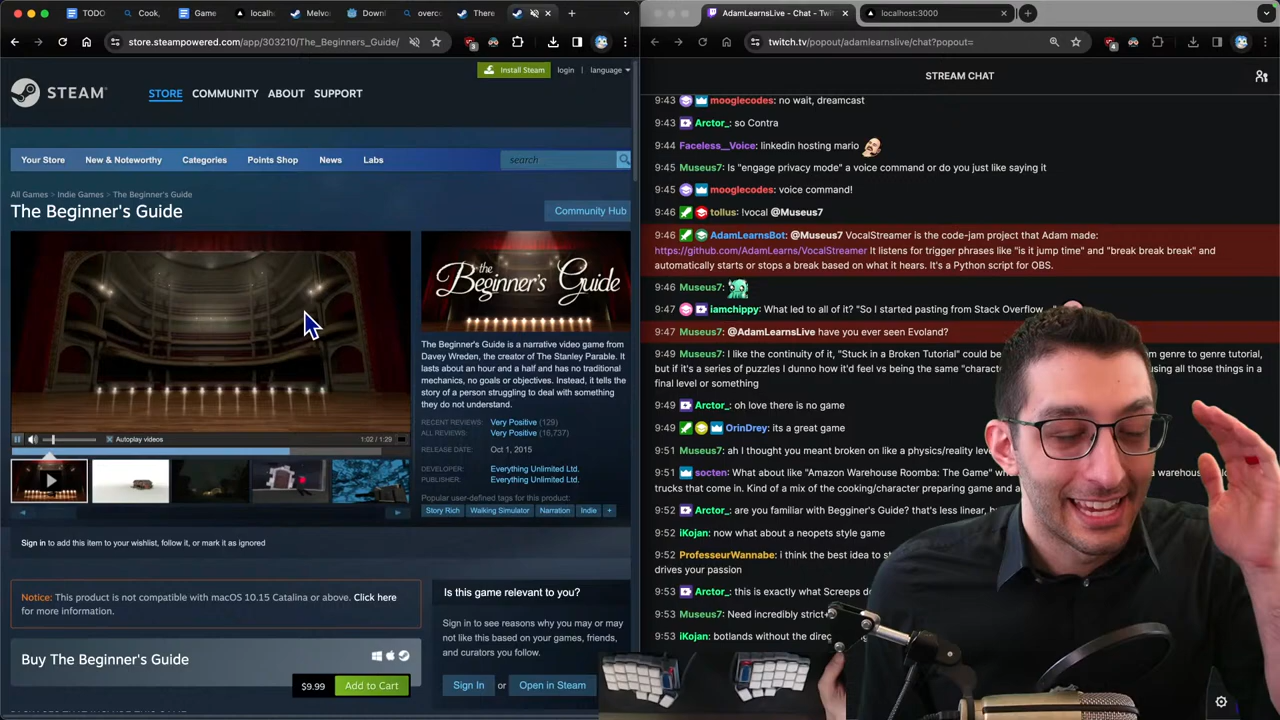 TODO
Cook,
Game
localh
Melvo
Downl
overco
There
store.steampowered.com/app/303210/The_Beginners_Guide/
Install Steam
login
language
STEAM
STORE
COMMUNITY
ABOUT
SUPPORT
Your Store
New & Noteworthy
Categories
Points Shop
News
Labs
search
All Games > Indie Games > The Beginner's Guide
The Beginner's Guide
Community Hub
Autoplay videos
1:02 / 1:29
the
Beginner's Guide
The Beginner's Guide is a narrative video game from
Davey Wreden, the creator of The Stanley Parable. It
lasts about an hour and a half and has no traditional
mechanics, no goals or objectives. Instead, it tells the
story of a person struggling to deal with something
they do not understand.
RECENT REVIEWS: Very Positive (129)
ALL REVIEWS: Very Positive (16,737)
RELEASE DATE: Oct 1, 2015
DEVELOPER: Everything Unlimited Ltd.
PUBLISHER: Everything Unlimited Ltd.
Popular user-defined tags for this product:
Story Rich
Walking Simulator
Narration
Indie
+
Sign in to add this item to your wishlist, follow it, or mark it as ignored
Notice: This product is not compatible with macOS 10.15 Catalina or above. Click here
for more information.
Is this game relevant to you?
Sign in to see reasons why you may or
may not like this based on your games, friends,
and curators you follow.
Sign In
or
Open in Steam
Buy The Beginner's Guide
$9.99
Add to Cart
AdamLearnsLive - Chat - Twi
localhost:3000
twitch.tv/popout/adamlearnslive/chat?popout=
STREAM CHAT
9:43 mooglecodes: no wait, dreamcast
9:43 Arctor_: so Contra
9:44 Faceless__Voice: linkedin hosting mario
9:45 Museus7: Is "engage privacy mode" a voice command or do you just like saying it
9:45 mooglecodes: voice command!
9:46 tollus: !vocal @Museus7
9:46 AdamLearnsBot: @Museus7 VocalStreamer is the code-jam project that Adam made:
https://github.com/AdamLearns/VocalStreamer It listens for trigger phrases like "is it jump time" and "break break break" and
automatically starts or stops a break based on what it hears. It's a Python script for OBS.
9:46 Museus7:
9:47 iamchippy: What led to all of it? "So I started pasting from Stack Overflow..."
9:47 Museus7: @AdamLearnsLive have you ever seen Evoland?
9:49 Museus7: I like the continuity of it, "Stuck in a Broken Tutorial" could be
m genre to genre tutorial,
but if it's a series of puzzles I dunno how it'd feel vs being the same "charact
using all those things in a
final level or something
9:49 Arctor_: oh love there is no game
9:49 OrinDrey: its a great game
9:51 Museus7: ah I thought you meant broken on like a physics/reality leve
9:51 socten: What about like "Amazon Warehouse Roomba: The Game" w
a warehous
trucks that come in. Kind of a mix of the cooking/character preparing game an
9:52 Arctor_: are you familiar with Begginer's Guide? that's less linear, b
9:52 iKojan: now what about a neopets style game
9:52 ProfesseurWannabe: i think the best idea to st
drives your passion
9:53 Arctor_: this is exactly what Screeps do
9:53 Museus7: Need incredibly strict
9:53 iKojan: botlands without the direc